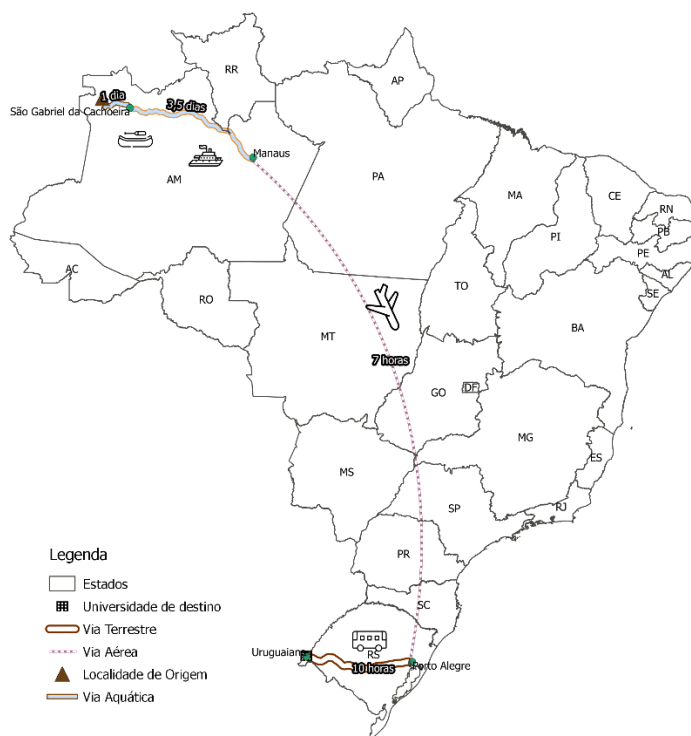 RR
AP
1 dia
São Gabriel da Cachoeira
3,5 dias
Manaus
AM
PA
MA
CE
RN
PB
PI
PE
AL
SE
AC
RO
TO
BA
MT
7 horas
GO
DF
MG
ES
MS
SP
RJ
PR
SC
Uruguaiana
RS
10 horas
Porto Alegre
Legenda
Estados
Universidade de destino
Via Terrestre
Via Aérea
Localidade de Origem
Via Aquática